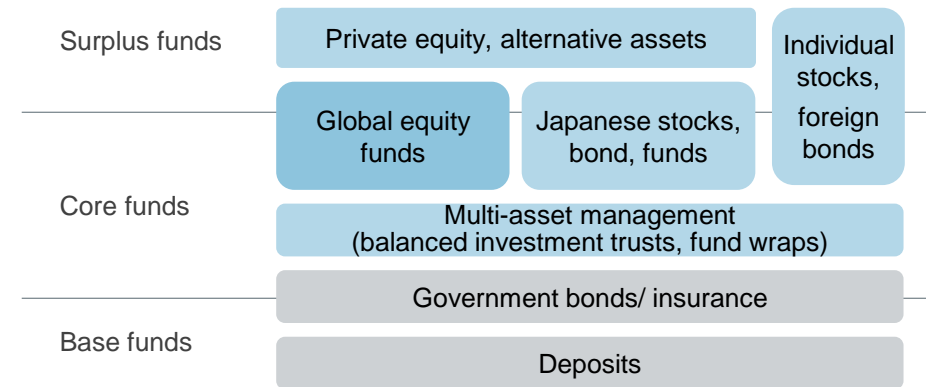 Surplus funds
Private equity, alternative assets
Individual
stocks,
foreign
bonds
Global equity
funds
Japanese stocks,
bond, funds
Core funds
Multi-asset management
(balanced investment trusts, fund wraps)
Government bonds/ insurance
Base funds
Deposits